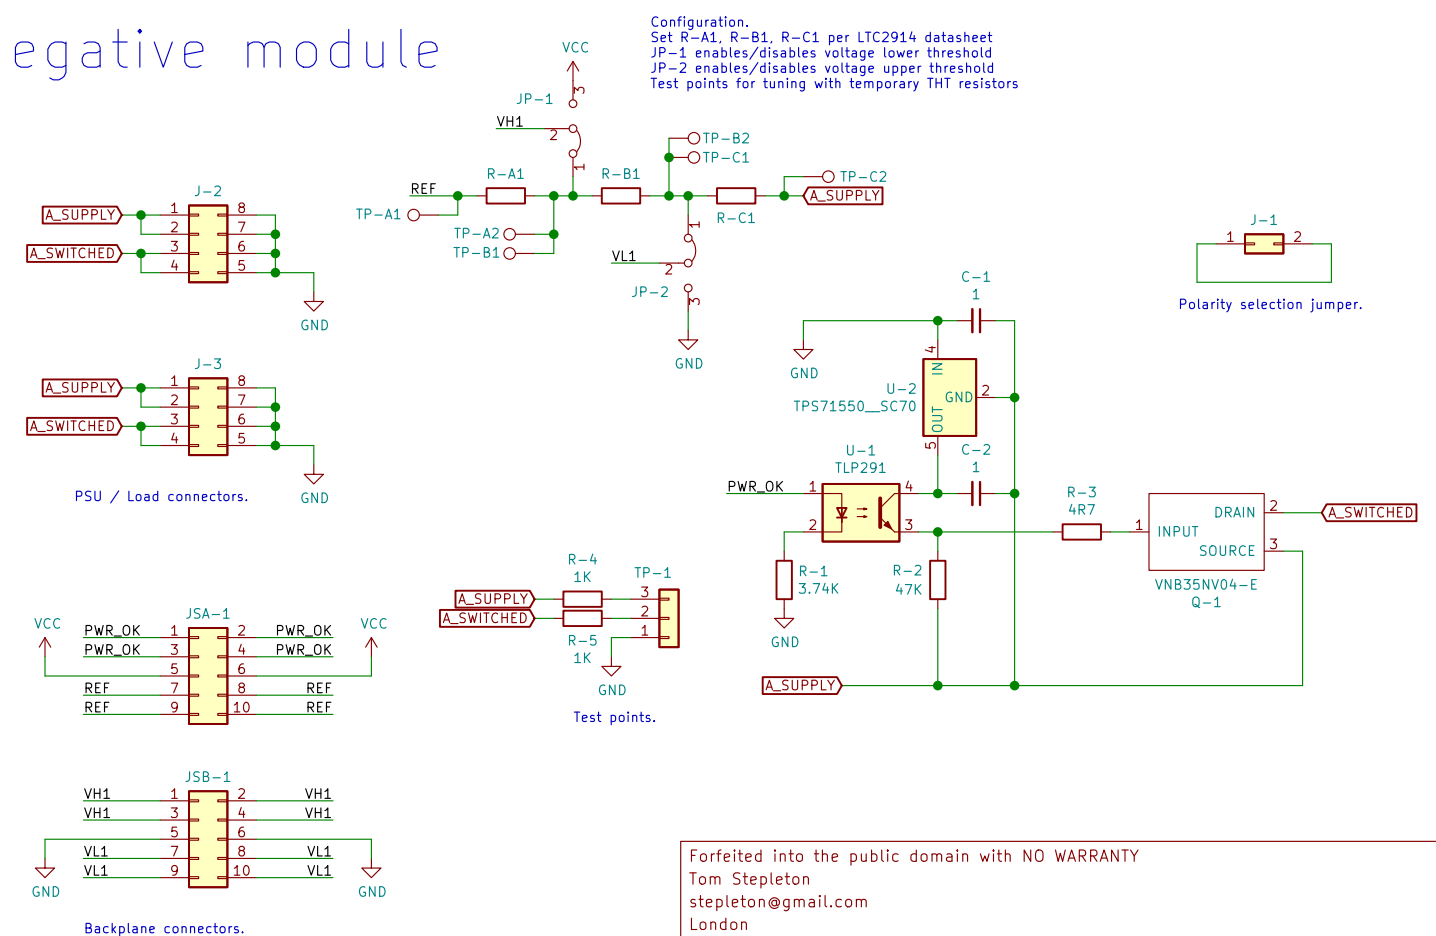 egative module
Configuration.
Set R-A1, R-B1, R-C1 per LTC2914 datasheet
JP-1 enables/disables voltage lower threshold
JP-2 enables/disables voltage upper threshold
Test points for tuning with temporary THT resistors
VCC
3
JP-1
VH1
2
1
TP-B2
TP-C1
R-A1
R-B1
TP-C2
REF
A_SUPPLY
TP-A1
R-C1
TP-A2
TP-B1
1
VL1
2
JP-2
3
GND
J-2
A_SUPPLY
1
8
2
7
A_SWITCHED
3
6
4
5
GND
J-1
1
2
Polarity selection jumper.
J-3
A_SUPPLY
1
8
2
7
A_SWITCHED
3
6
4
5
GND
PSU / Load connectors.
C-1
1
GND
4
IN
U-2
TPS71550__SC70
GND
2
OUT
5
C-2
1
U-1
TLP291
PWR_OK
1
4
2
3
R-1
3.74K
GND
R-2
47K
R-3
4R7
1
INPUT
DRAIN
2
A_SWITCHED
SOURCE
3
VNB35NV04-E
Q-1
A_SUPPLY
R-4
1K
TP-1
A_SUPPLY
3
A_SWITCHED
2
1
R-5
1K
GND
Test points.
JSA-1
VCC
VCC
PWR_OK
1
2
PWR_OK
PWR_OK
3
4
PWR_OK
5
6
REF
7
8
REF
REF
9
10
REF
JSB-1
VH1
1
2
VH1
VH1
3
4
VH1
5
6
VL1
7
8
VL1
VL1
9
10
VL1
GND
GND
Backplane connectors.
Forfeited into the public domain with NO WARRANTY
Tom Stepleton
stepleton@gmail.com
London